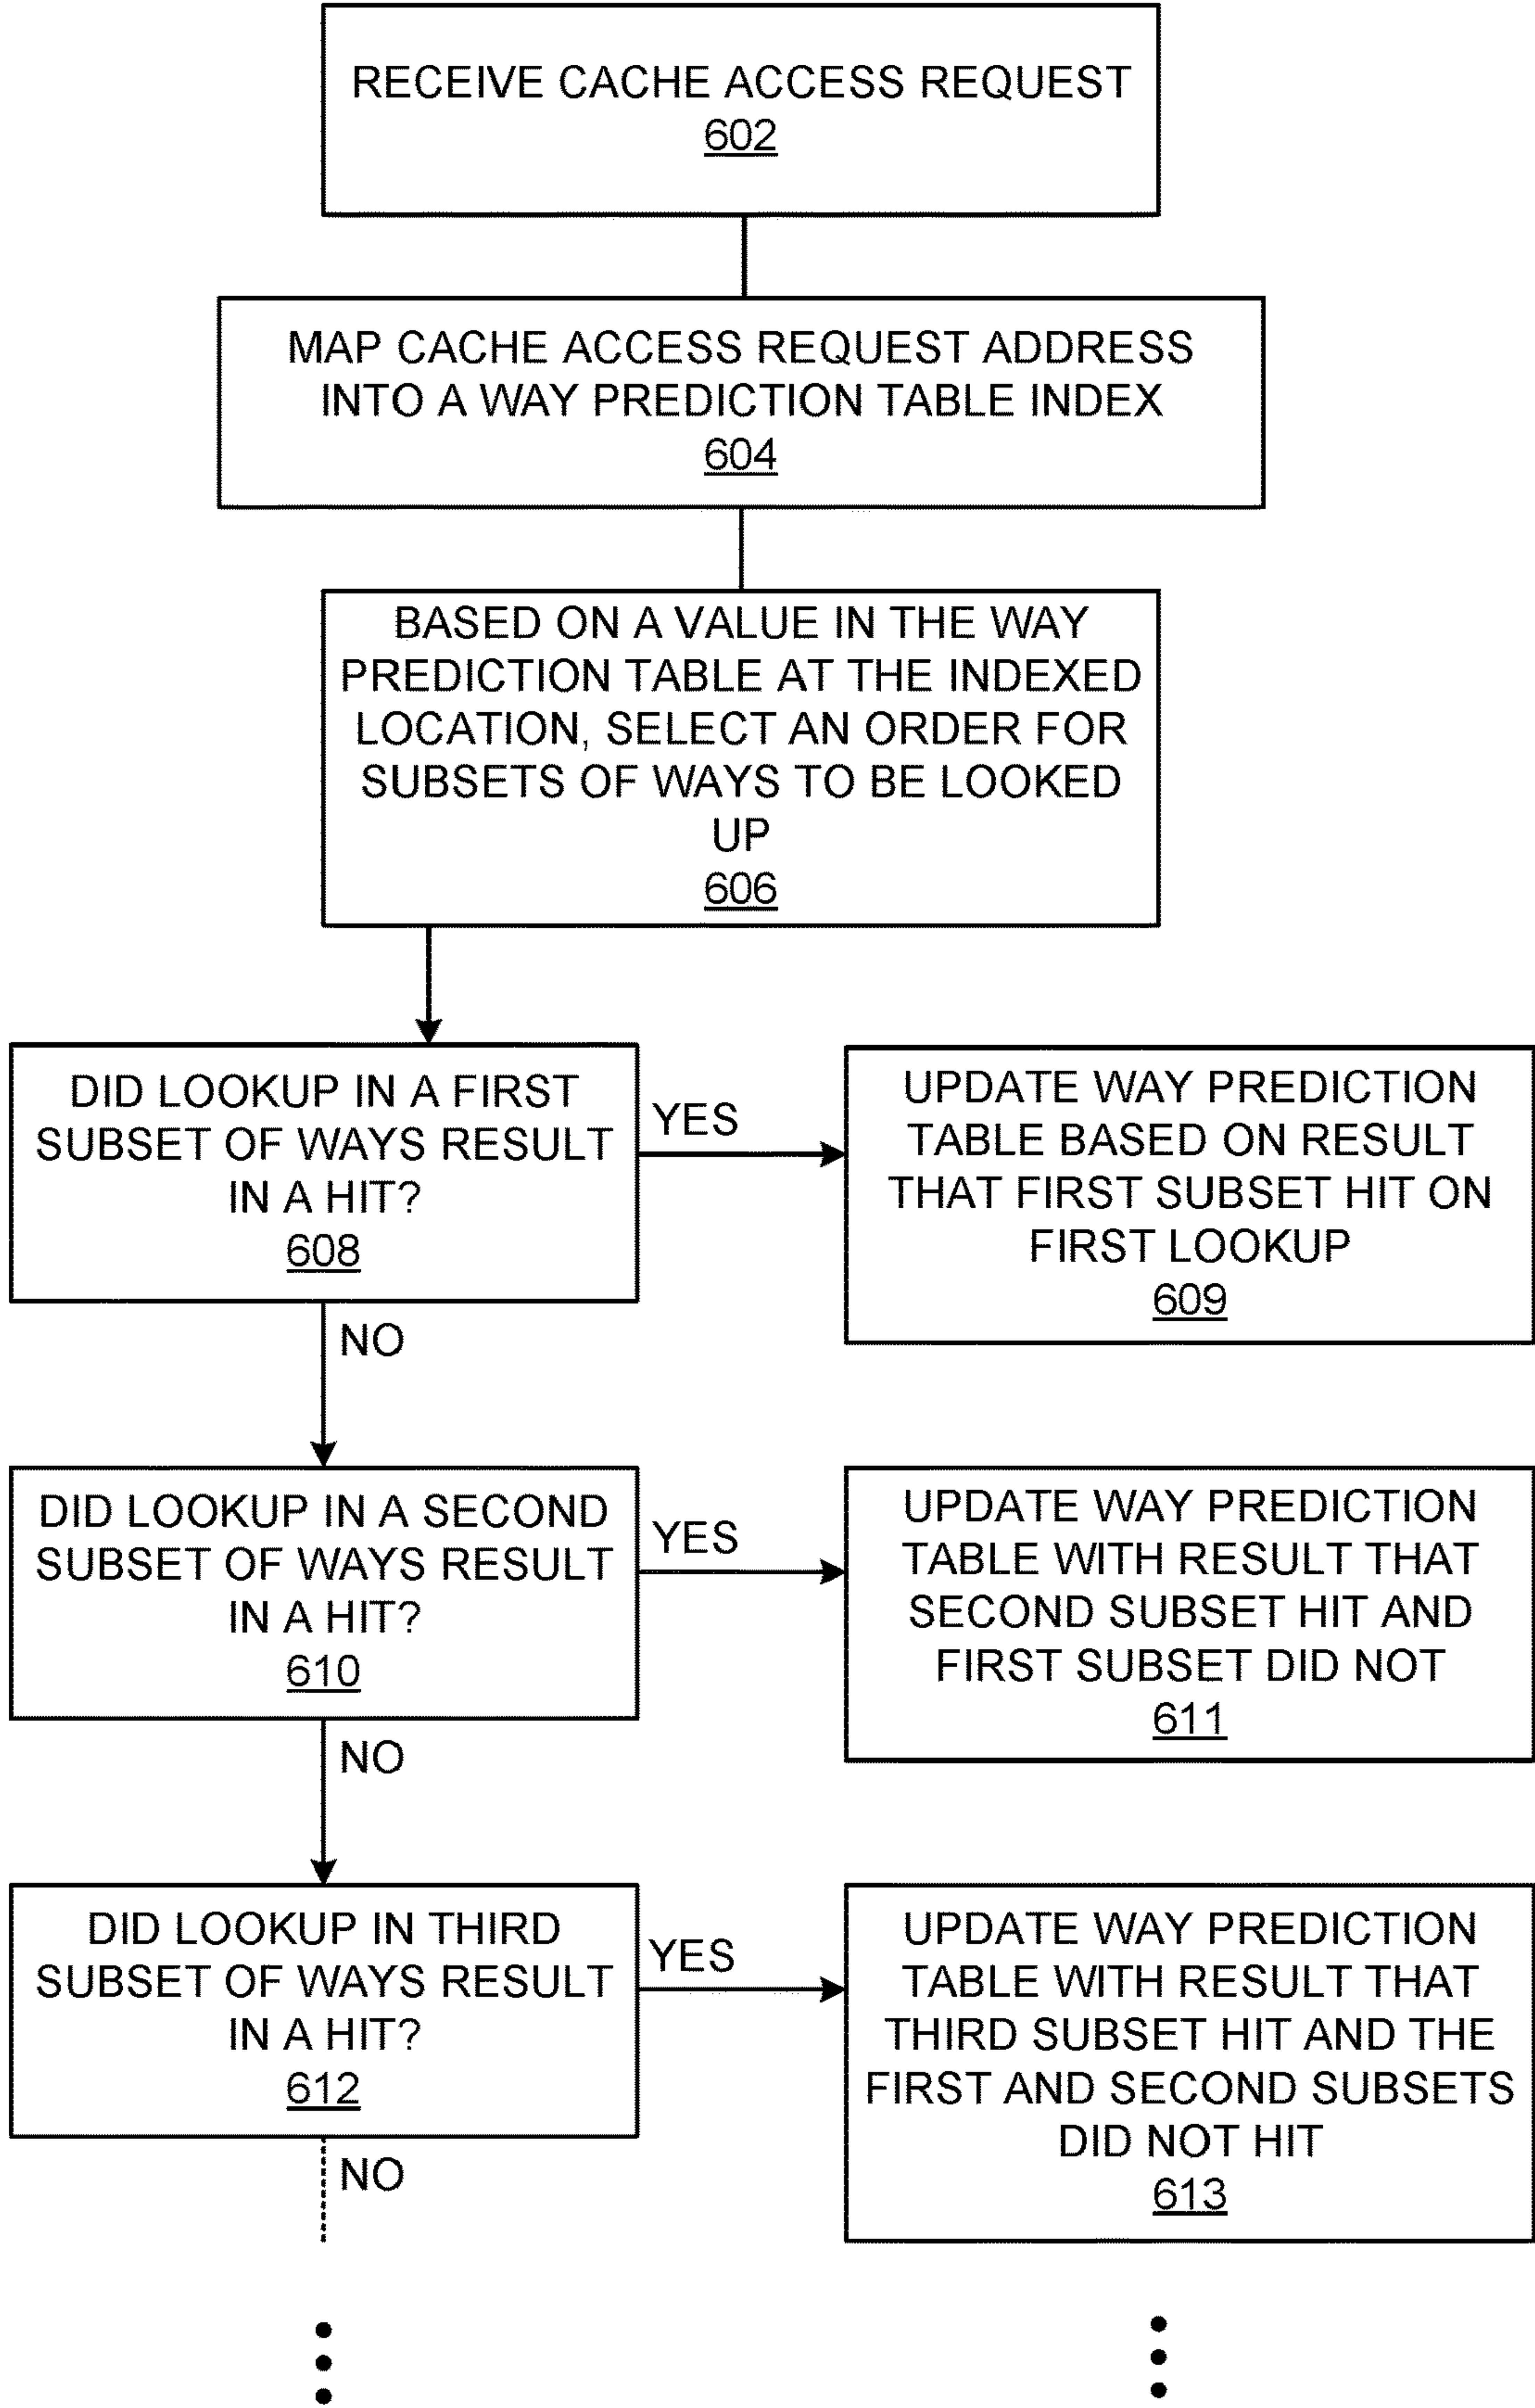 RECEIVE CACHE ACCESS REQUEST
602
MAP CACHE ACCESS REQUEST ADDRESS
INTO A WAY PREDICTION TABLE INDEX
604
BASED ON A VALUE IN THE WAY
PREDICTION TABLE AT THE INDEXED
LOCATION, SELECT AN ORDER FOR
SUBSETS OF WAYS TO BE LOOKED
UP
606
DID LOOKUP IN A FIRST
SUBSET OF WAYS RESULT
IN A HIT?
608
YES
UPDATE WAY PREDICTION
TABLE BASED ON RESULT
THAT FIRST SUBSET HIT ON
FIRST LOOKUP
609
NO
DID LOOKUP IN A SECOND
SUBSET OF WAYS RESULT
IN A HIT?
610
YES
UPDATE WAY PREDICTION
TABLE WITH RESULT THAT
SECOND SUBSET HIT AND
FIRST SUBSET DID NOT
611
NO
DID LOOKUP IN THIRD
SUBSET OF WAYS RESULT
IN A HIT?
612
YES
UPDATE WAY PREDICTION
TABLE WITH RESULT THAT
THIRD SUBSET HIT AND THE
FIRST AND SECOND SUBSETS
DID NOT HIT
613
NO